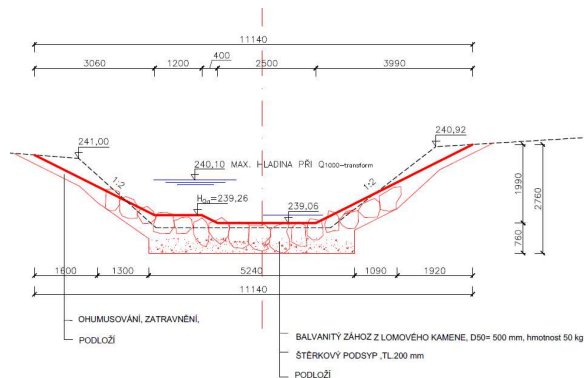 11140
400
3060 1200 2500 3990
241,00
240,92
240,10 MAX. HLADINA PŘI Q1000-transform
1:2
1:2
H0n=239,26
239,06
1990
2760
760
1600 1300 5240 1090 1920
11140
OHUMUSOVÁNÍ, ZATRAVNĚNÍ,
PODLOŽÍ
BALVANITÝ ZÁHOZ Z LOMOVÉHO KAMENE, D50= 500 mm, hmotnost 50 kg
ŠTĚRKOVÝ PODSYP ,TL.200 mm
PODLOŽÍ